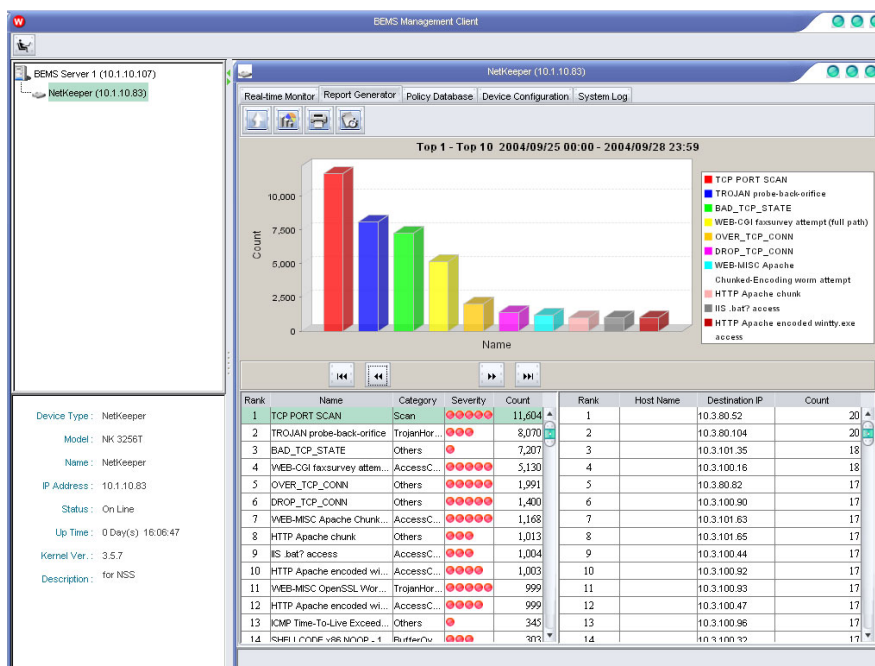 BEMS Management Client
BEMS Server 1 (10.1.10.107)
NetKeeper (10.1.10.83)
Device Type : NetKeeper
Model : NK 3256T
Name : NetKeeper
IP Address : 10.1.10.83
Status : On Line
Up Time : 0 Day(s) 16:06:47
Kernel Ver. : 3.5.7
Description : for NSS
NetKeeper (10.1.10.83)
Real-time Monitor Report Generator Policy Database Device Configuration System Log
Top 1 - Top 10 2004/09/25 00:00 - 2004/09/28 23:59
Count
10,000
7,500
5,000
2,500
0
Name
TCP PORT SCAN
TROJAN probe-back-orifice
BAD_TCP_STATE
WEB-CGI faxsurvey attempt (full path)
OVER_TCP_CONN
DROP_TCP_CONN
WEB-MISC Apache
Chunked-Encoding worm attempt
HTTP Apache chunk
IIS .bat? access
HTTP Apache encoded wintty.exe
access
Rank Name Category Severity Count
1 TCP PORT SCAN Scan 11,604
2 TROJAN probe-back-orifice TrojanHor... 8,070
3 BAD_TCP_STATE Others 7,207
4 WEB-CGI faxsurvey attem... AccessC... 5,130
5 OVER_TCP_CONN Others 1,991
6 DROP_TCP_CONN Others 1,400
7 WEB-MISC Apache Chunk... AccessC... 1,168
8 HTTP Apache chunk Others 1,013
9 IIS .bat? access AccessC... 1,004
10 HTTP Apache encoded wi... AccessC... 1,003
11 WEB-MISC OpenSSL Wor... TrojanHor... 999
12 HTTP Apache encoded wi... AccessC... 999
13 ICMP Time-To-Live Exceed... Others 345
14 SHELLCODE x86 NOOP - 1 BufferOv... 303
Rank Host Name Destination IP Count
1 10.3.80.52 20
2 10.3.80.104 20
3 10.3.101.35 18
4 10.3.100.16 18
5 10.3.80.82 17
6 10.3.100.90 17
7 10.3.101.63 17
8 10.3.101.65 17
9 10.3.100.44 17
10 10.3.100.92 17
11 10.3.100.93 17
12 10.3.100.47 17
13 10.3.100.96 17
14 10.3.100.32 17